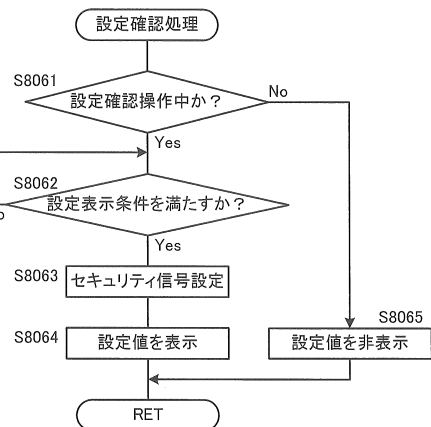 設定確認処理
S8061
設定確認操作中か？
No
Yes
S8062
設定表示条件を満たすか？
Yes
S8063
セキュリティ信号設定
S8064
設定値を表示
S8065
設定値を非表示
RET